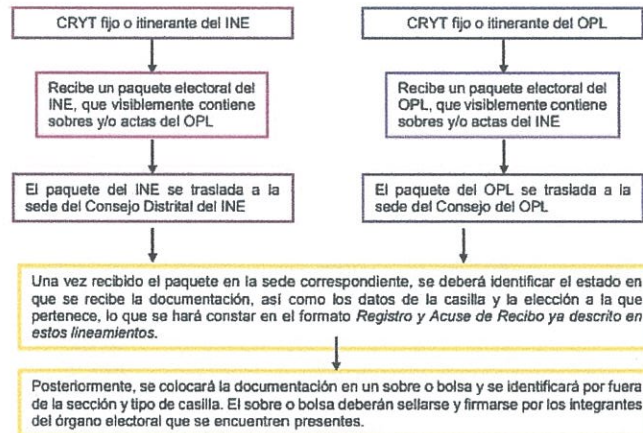 CRYT fijo o itinerante del INE
CRYT fijo o itinerante del OPL
Recibe un paquete electoral del
INE, que visiblemente contiene
sobres y/o actas del OPL
Recibe un paquete electoral del
OPL, que visiblemente contiene
sobres y/o actas del INE
El paquete del INE se traslada a la
sede del Consejo Distrital del INE
El paquete del OPL se traslada a la
sede del Consejo del OPL
Una vez recibido el paquete en la sede correspondiente, se deberá identificar el estado en
que se recibe la documentación, así como los datos de la casilla y la elección a la que
pertenece, lo que se hará constar en el formato Registro y Acuse de Recibo ya descrito en
estos lineamientos.
Posteriormente, se colocará la documentación en un sobre o bolsa y se identificará por fuera
de la sección y tipo de casilla. El sobre o bolsa deberán sellarse y firmarse por los integrantes
del órgano electoral que se encuentren presentes.